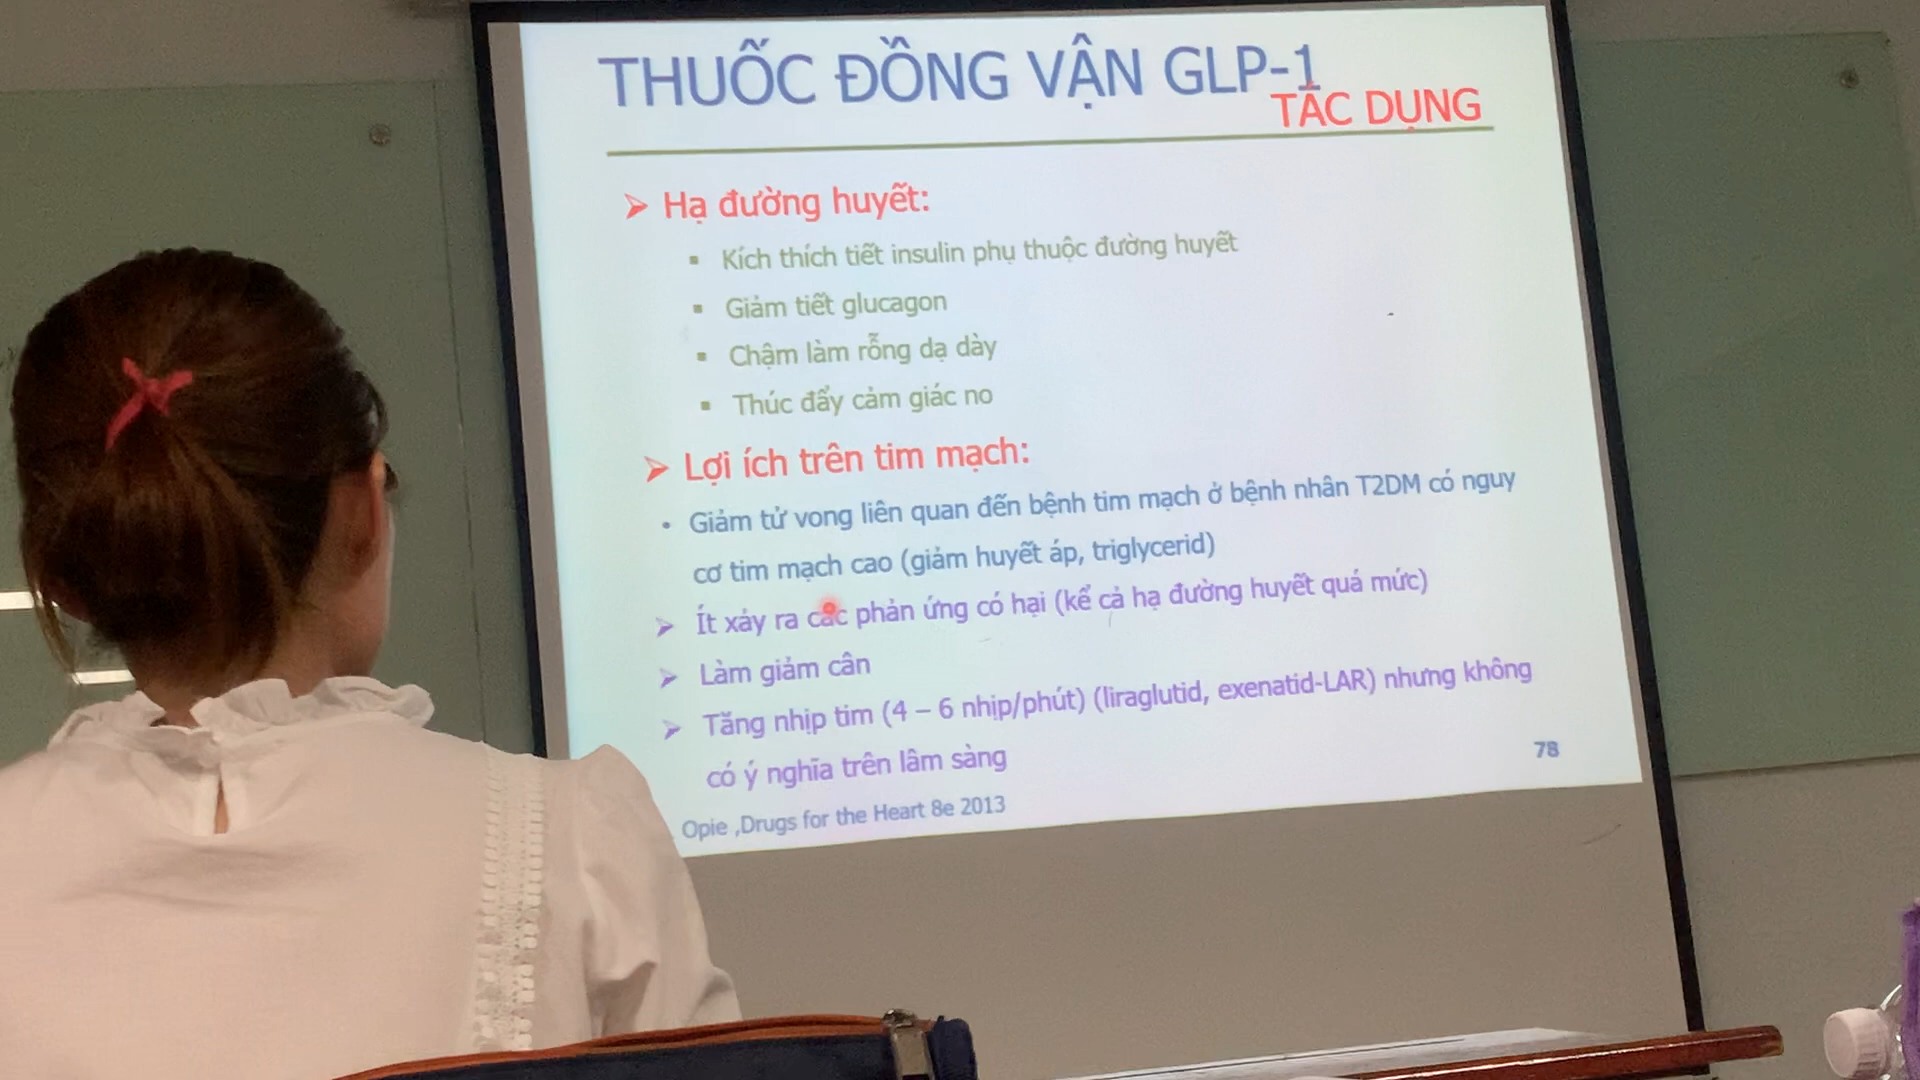 THUỐC ĐỒNG VẬN GLP-1
TÁC DỤNG
➢ Hạ đường huyết:
▪ Kích thích tiết insulin phụ thuộc đường huyết
▪ Giảm tiết glucagon
▪ Chậm làm rỗng dạ dày
▪ Thúc đẩy cảm giác no
➢ Lợi ích trên tim mạch:
• Giảm tử vong liên quan đến bệnh tim mạch ở bệnh nhân T2DM có nguy
cơ tim mạch cao (giảm huyết áp, triglycerid)
➢ Ít xảy ra các phản ứng có hại (kể cả hạ đường huyết quá mức)
➢ Làm giảm cân
➢ Tăng nhịp tim (4 – 6 nhịp/phút) (liraglutid, exenatid-LAR) nhưng không
có ý nghĩa trên lâm sàng
78
Opie ,Drugs for the Heart 8e 2013